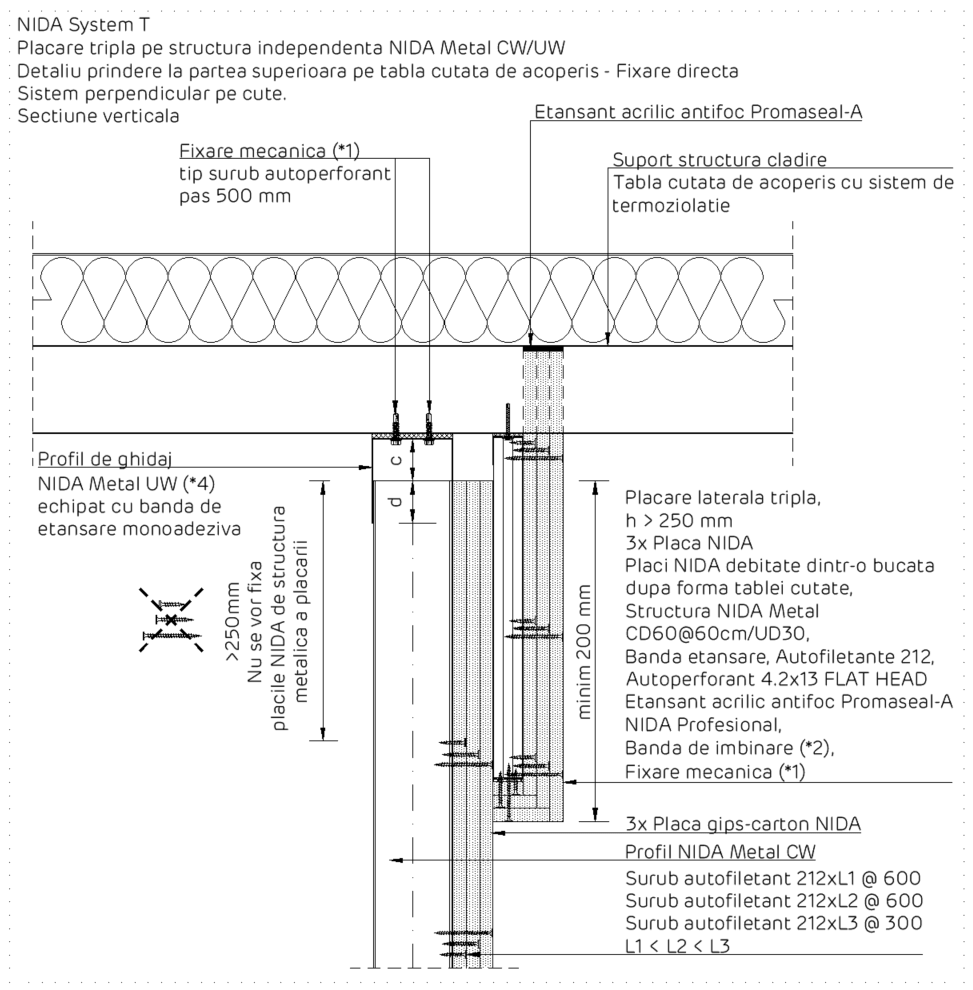 NIDA System T
Placare tripla pe structura independenta NIDA Metal CW/UW
Detaliu prindere la partea superioara pe tabla cutata de acoperis - Fixare directa
Sistem perpendicular pe cute.
Sectiune verticala
Etansant acrilic antifoc Promaseal-A
Fixare mecanica (*1)
tip surub autoperforant
pas 500 mm
Suport structura cladire
Tabla cutata de acoperis cu sistem de
termoziolatie
Profil de ghidaj
NIDA Metal UW (*4)
echipat cu banda de
etansare monoadeziva
c
d
>250mm
Nu se vor fixa
placile NIDA de structura
metalica a placarii
minim 200 mm
Placare laterala tripla,
h > 250 mm
3x Placa NIDA
Placi NIDA debitate dintr-o bucata
dupa forma tablei cutate,
Structura NIDA Metal
CD60@60cm/UD30,
Banda etansare, Autofiletante 212,
Autoperforant 4.2x13 FLAT HEAD
Etansant acrilic antifoc Promaseal-A
NIDA Profesional,
Banda de imbinare (*2),
Fixare mecanica (*1)
3x Placa gips-carton NIDA
Profil NIDA Metal CW
Surub autofiletant 212xL1 @ 600
Surub autofiletant 212xL2 @ 600
Surub autofiletant 212xL3 @ 300
L1 < L2 < L3